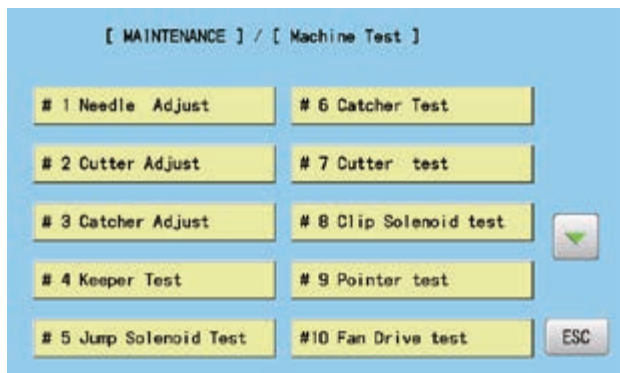 [ MAINTENANCE ] / [ Machine Test ]
# 1 Needle Adjust
# 2 Cutter Adjust
# 3 Catcher Adjust
# 4 Keeper Test
# 5 Jump Solenoid Test
# 6 Catcher Test
# 7 Cutter test
# 8 Clip Solenoid test
# 9 Pointer test
#10 Fan Drive test
ESC